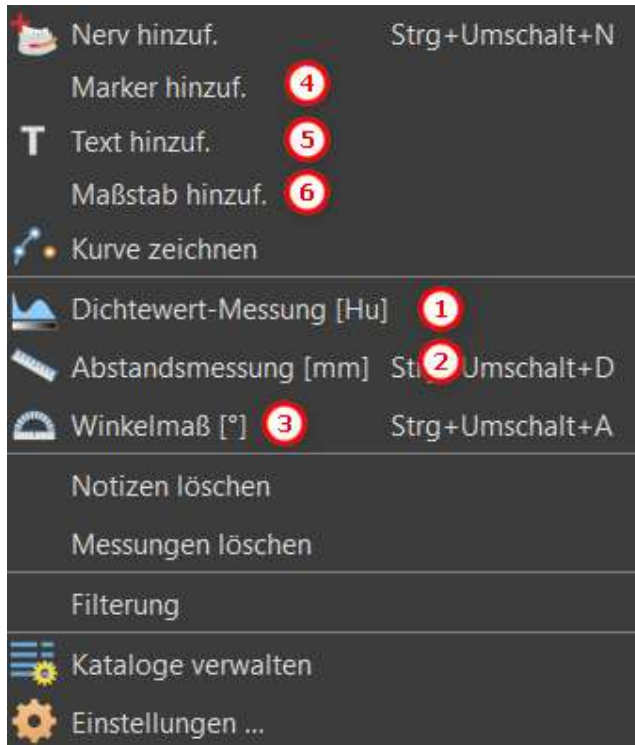 Nerv hinzuf. Strg+Umschalt+N
Marker hinzuf. 4
T Text hinzuf. 5
Maßstab hinzuf. 6
Kurve zeichnen
Dichtewert-Messung [Hu] 1
Abstandsmessung [mm] 2 Umschalt+D
Winkelmaß [°] 3 Strg+Umschalt+A
Notizen löschen
Messungen löschen
Filterung
Kataloge verwalten
Einstellungen ...